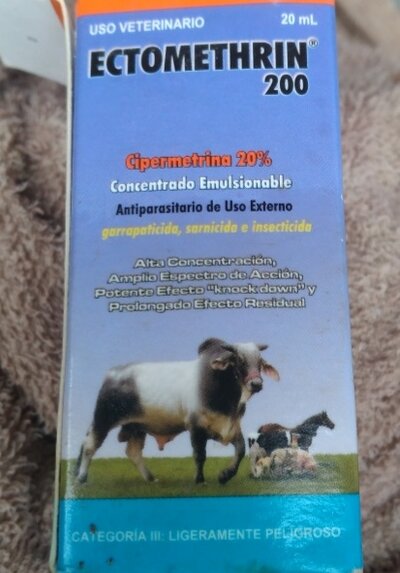 USO VETERINARIO 20 mL
ECTOMETHRIN®
200
Cipermetrina 20%
Concentrado Emulsionable
Antiparasitario de Uso Externo
garrapaticida, sarnicida e insecticida
Alta Concentración,
Amplio Espectro de Acción,
Potente Efecto "knock down" y
Prolongado Efecto Residual
CATEGORÍA III: LIGERAMENTE PELIGROSO